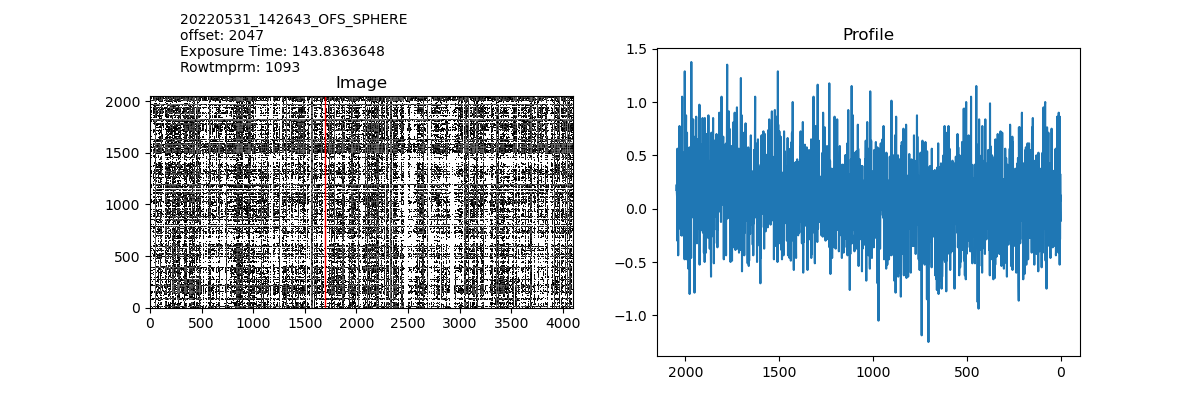 20220531_142643_OFS_SPHERE
offset: 2047
Exposure Time: 143.8363648
Rowtmprm: 1093
Image
2000
1500
1000
500
0
0 500 1000 1500 2000 2500 3000 3500 4000
Profile
1.5
1.0
0.5
0.0
−0.5
−1.0
2000 1500 1000 500 0